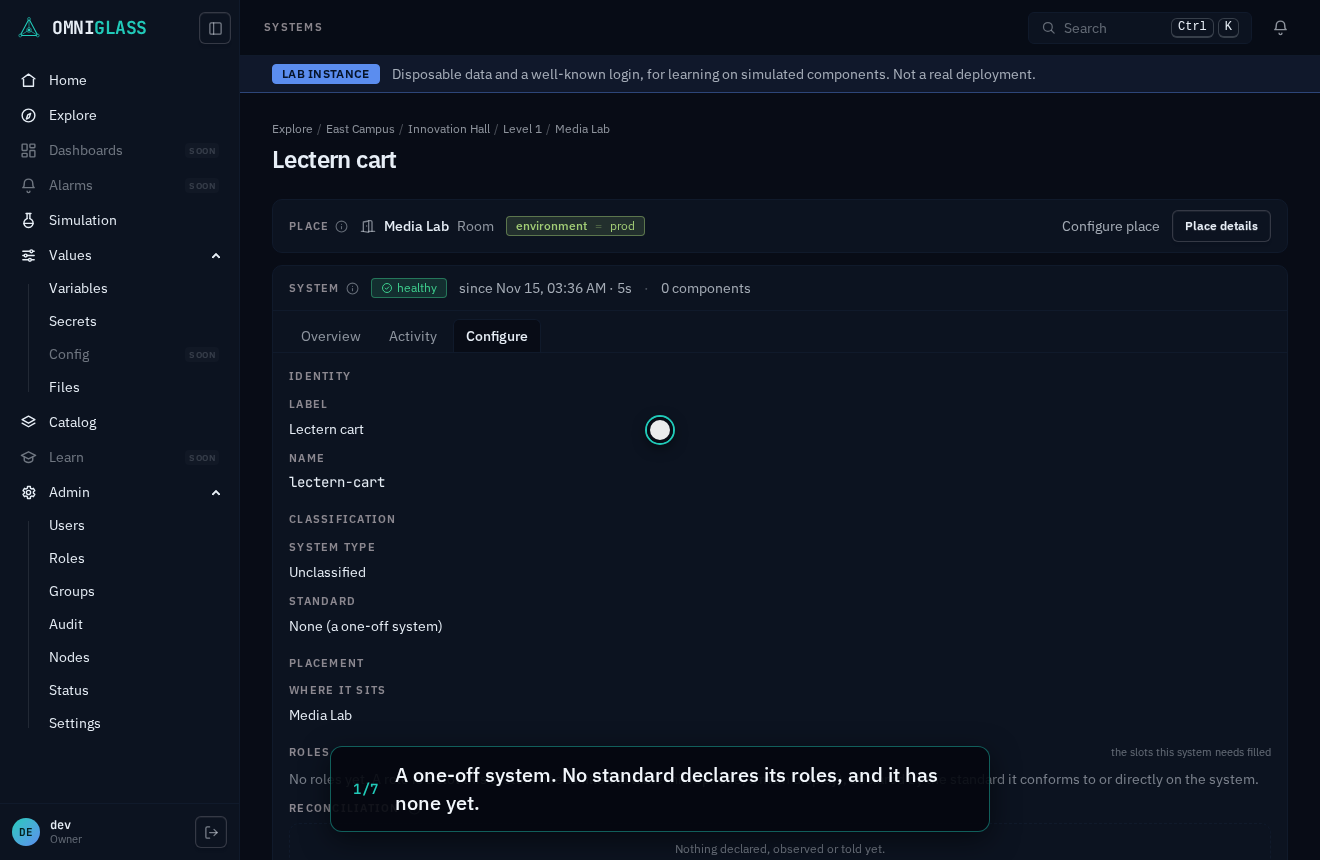 OMNIGLASS
SYSTEMS
Search
Ctrl
K
LAB INSTANCE
Disposable data and a well-known login, for learning on simulated components. Not a real deployment.
Home
Explore
Dashboards
SOON
Alarms
SOON
Simulation
Values
Variables
Secrets
Config
SOON
Files
Catalog
Learn
SOON
Admin
Users
Roles
Groups
Audit
Nodes
Status
Settings
DE
dev
Owner
Explore / East Campus / Innovation Hall / Level 1 / Media Lab
Lectern cart
PLACE
Media Lab
Room
environment = prod
Configure place
Place details
SYSTEM
healthy
since Nov 15, 03:36 AM · 5s · 0 components
Overview
Activity
Configure
IDENTITY
LABEL
Lectern cart
NAME
lectern-cart
CLASSIFICATION
SYSTEM TYPE
Unclassified
STANDARD
None (a one-off system)
PLACEMENT
WHERE IT SITS
Media Lab
ROLES
the slots this system needs filled
No roles yet. standard it conforms to or directly on the system.
RECONCILIATION
1/7
A one-off system. No standard declares its roles, and it has
none yet.
Nothing declared, observed or told yet.